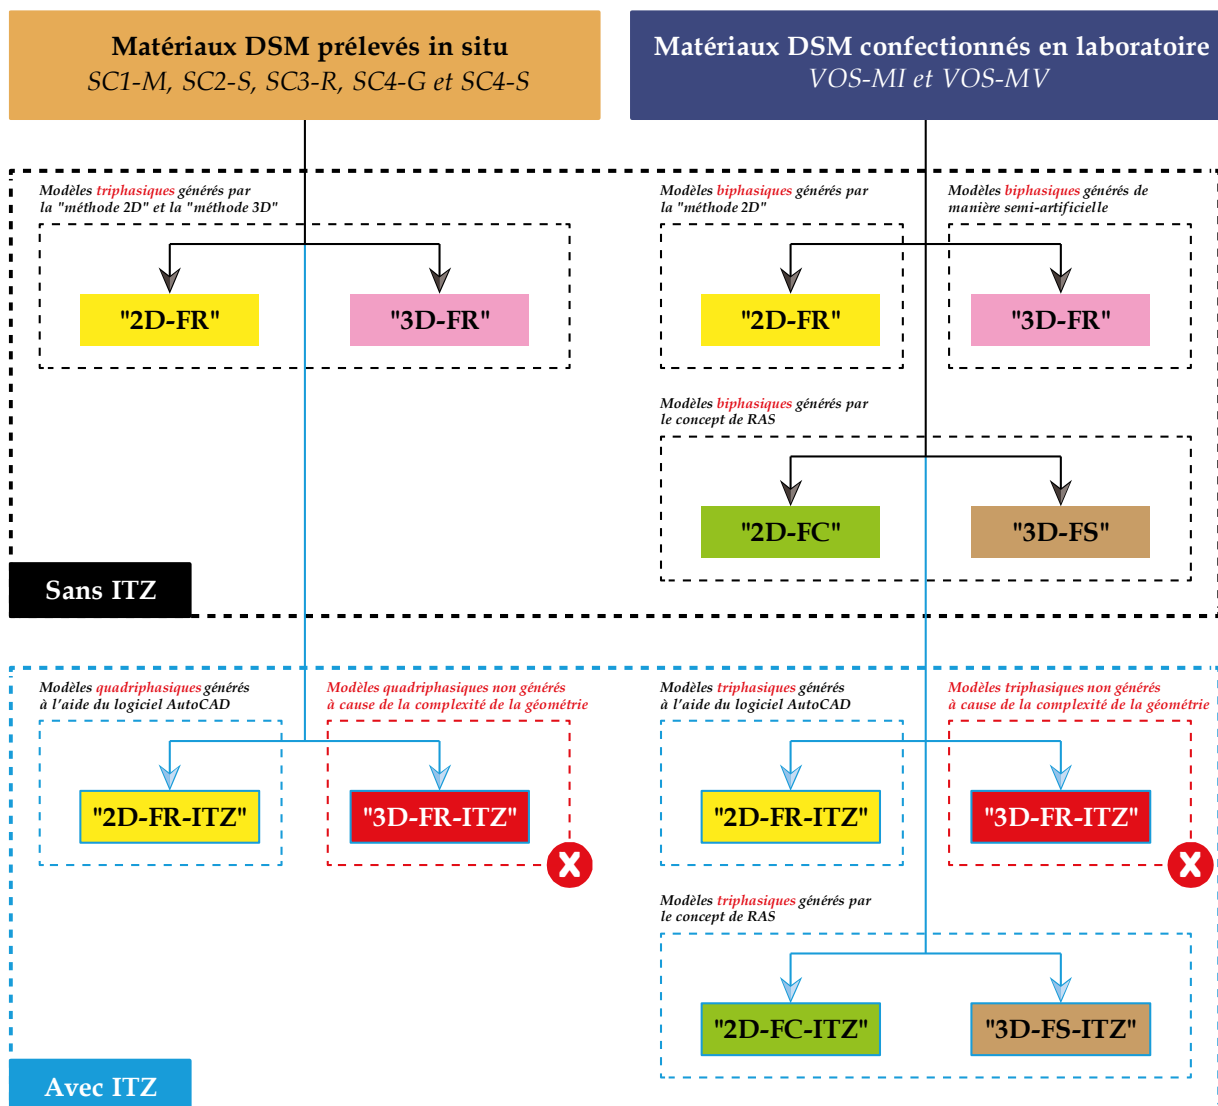 Matériaux DSM prélevés in situ
SC1-M, SC2-S, SC3-R, SC4-G et SC4-S
Matériaux DSM confectionnés en laboratoire
VOS-MI et VOS-MV
Modèles triphasiques générés par
la "méthode 2D" et la "méthode 3D"
"2D-FR"
"3D-FR"
Modèles biphasiques générés par
la "méthode 2D"
"2D-FR"
Modèles biphasiques générés de
manière semi-artificielle
"3D-FR"
Modèles biphasiques générés par
le concept de RAS
"2D-FC"
"3D-FS"
Sans ITZ
Modèles quadriphasiques générés
à l'aide du logiciel AutoCAD
"2D-FR-ITZ"
Modèles quadriphasiques non générés
à cause de la complexité de la géométrie
"3D-FR-ITZ"
X
Modèles triphasiques générés
à l'aide du logiciel AutoCAD
"2D-FR-ITZ"
Modèles triphasiques non générés
à cause de la complexité de la géométrie
"3D-FR-ITZ"
X
Modèles triphasiques générés par
le concept de RAS
"2D-FC-ITZ"
"3D-FS-ITZ"
Avec ITZ